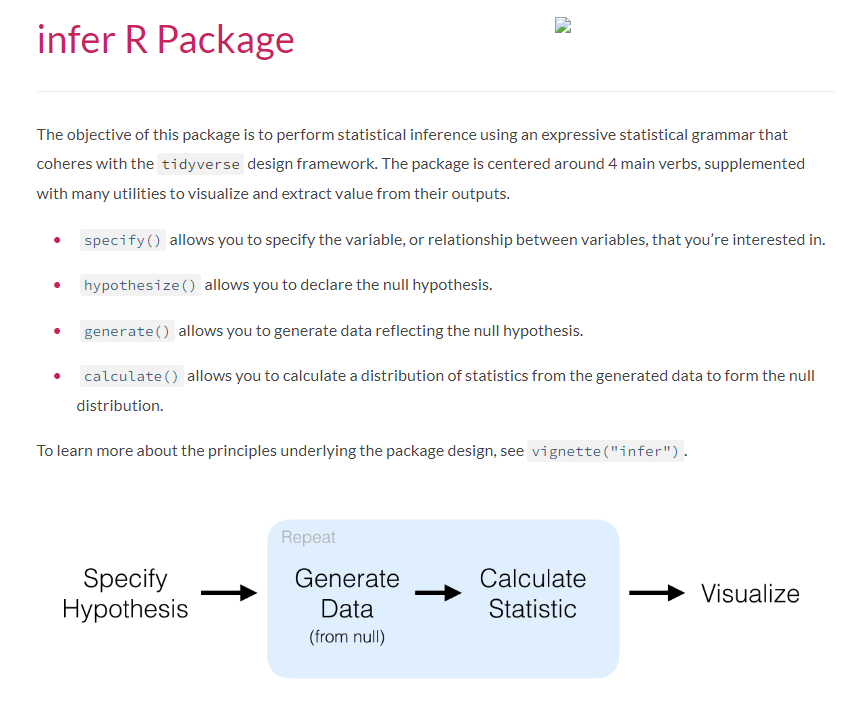 infer R Package
The objective of this package is to perform statistical inference using an expressive statistical grammar that
coheres with the tidyverse design framework. The package is centered around 4 main verbs, supplemented
with many utilities to visualize and extract value from their outputs.
• specify() allows you to specify the variable, or relationship between variables, that you’re interested in.
• hypothesize() allows you to declare the null hypothesis.
• generate() allows you to generate data reflecting the null hypothesis.
• calculate() allows you to calculate a distribution of statistics from the generated data to form the null
distribution.
To learn more about the principles underlying the package design, see vignette("infer").
Specify
Hypothesis
Repeat
Generate
Data
(from null)
Calculate
Statistic
Visualize